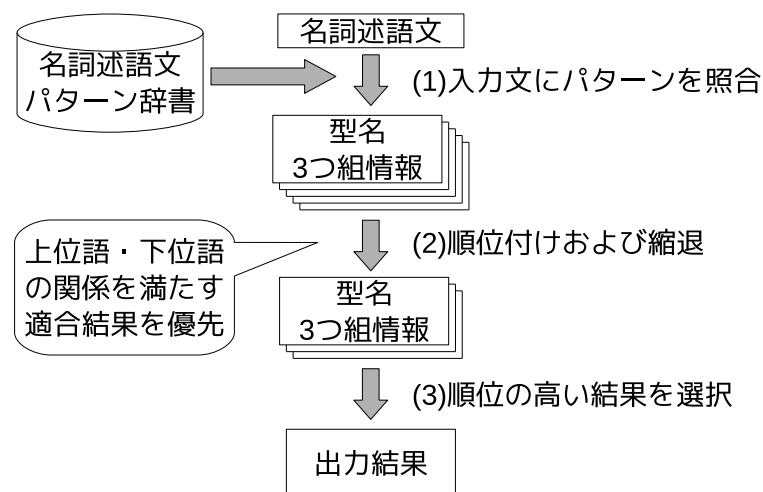 名詞述語文
名詞述語文
パターン辞書
(1)入力文にパターンを照合
型名
3つ組情報
(2)順位付けおよび縮退
上位語・下位語
の関係を満たす
適合結果を優先
型名
3つ組情報
(3)順位の高い結果を選択
出力結果